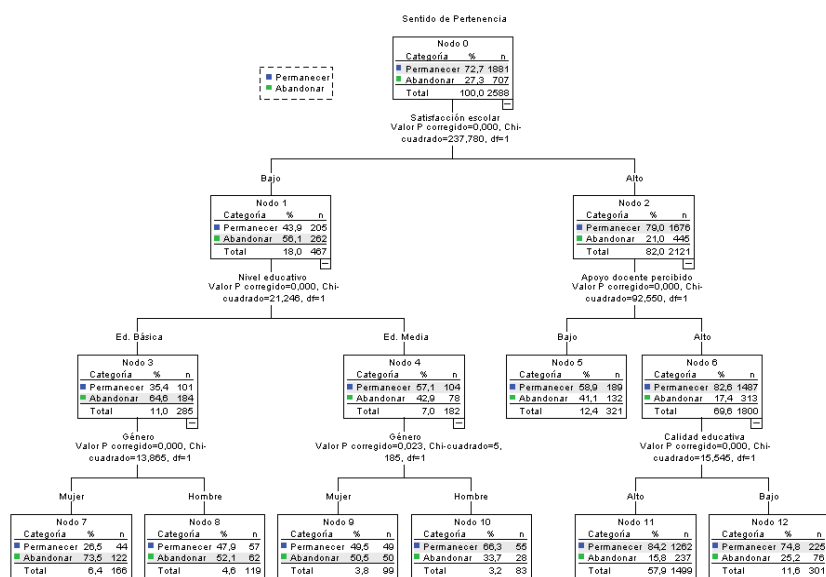 Sentido de Pertenencia
Permanecer
Abandonar
Nodo 0
Categoría % n
Permanecer 72,7 1881
Abandonar 27,3 707
Total 100,0 2588
Satisfacción escolar
Valor P corregido=0,000, Chi-
cuadrado=237,780, df=1
Bajo
Alto
Nodo 1
Categoría % n
Permanecer 43,9 205
Abandonar 56,1 262
Total 18,0 467
Nodo 2
Categoría % n
Permanecer 79,0 1676
Abandonar 21,0 445
Total 82,0 2121
Nivel educativo
Valor P corregido=0,000, Chi-
cuadrado=21,246, df=1
Apoyo docente percibido
Valor P corregido=0,000, Chi-
cuadrado=92,550, df=1
Ed. Básica
Ed. Media
Bajo
Alto
Nodo 3
Categoría % n
Permanecer 35,4 101
Abandonar 64,6 184
Total 11,0 285
Nodo 4
Categoría % n
Permanecer 57,1 104
Abandonar 42,9 78
Total 7,0 182
Nodo 5
Categoría % n
Permanecer 58,9 189
Abandonar 41,1 132
Total 12,4 321
Nodo 6
Categoría % n
Permanecer 82,6 1487
Abandonar 17,4 313
Total 69,6 1800
Género
Valor P corregido=0,000, Chi-
cuadrado=13,865, df=1
Género
Valor P corregido=0,023, Chi-cuadrado=5,
185, df=1
Calidad educativa
Valor P corregido=0,000, Chi-
cuadrado=15,545, df=1
Mujer
Hombre
Mujer
Hombre
Alto
Bajo
Nodo 7
Categoría % n
Permanecer 26,5 44
Abandonar 73,5 122
Total 6,4 166
Nodo 8
Categoría % n
Permanecer 47,9 57
Abandonar 52,1 62
Total 4,6 119
Nodo 9
Categoría % n
Permanecer 49,5 49
Abandonar 50,5 50
Total 3,8 99
Nodo 10
Categoría % n
Permanecer 66,3 55
Abandonar 33,7 28
Total 3,2 83
Nodo 11
Categoría % n
Permanecer 84,2 1262
Abandonar 15,8 237
Total 57,9 1499
Nodo 12
Categoría % n
Permanecer 74,8 225
Abandonar 25,2 76
Total 11,6 301